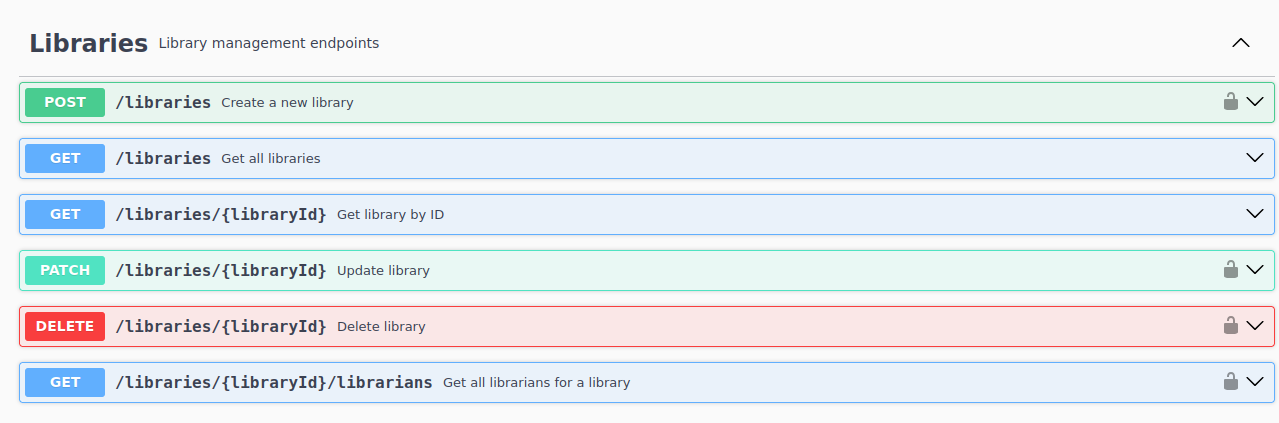 Libraries Library management endpoints
POST /libraries Create a new library
GET /libraries Get all libraries
GET /libraries/{libraryId} Get library by ID
PATCH /libraries/{libraryId} Update library
DELETE /libraries/{libraryId} Delete library
GET /libraries/{libraryId}/librarians Get all librarians for a library